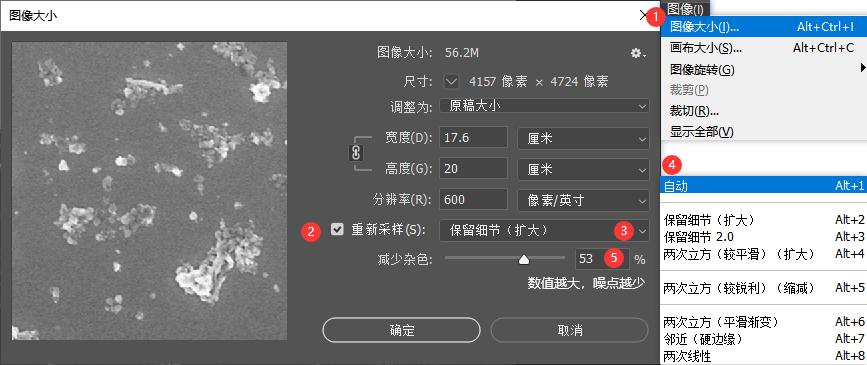 图像大小
图像大小: 56.2M
尺寸: 4157 像素 × 4724 像素
调整为: 原稿大小
宽度(D): 17.6 厘米
高度(G): 20 厘米
分辨率(R): 600 像素/英寸
2 重新采样(S): 保留细节（扩大） 3
减少杂色: 53 5 %
数值越大，噪点越少
确定 取消
图像(I)
1 图像大小(I)... Alt+Ctrl+I
画布大小(S)... Alt+Ctrl+C
图像旋转(G)
裁剪(P)
裁切(R)...
显示全部(V)
4
自动 Alt+1
保留细节（扩大） Alt+2
保留细节 2.0 Alt+3
两次立方（较平滑）（扩大） Alt+4
两次立方（较锐利）（缩减） Alt+5
两次立方（平滑渐变） Alt+6
邻近（硬边缘） Alt+7
两次线性 Alt+8